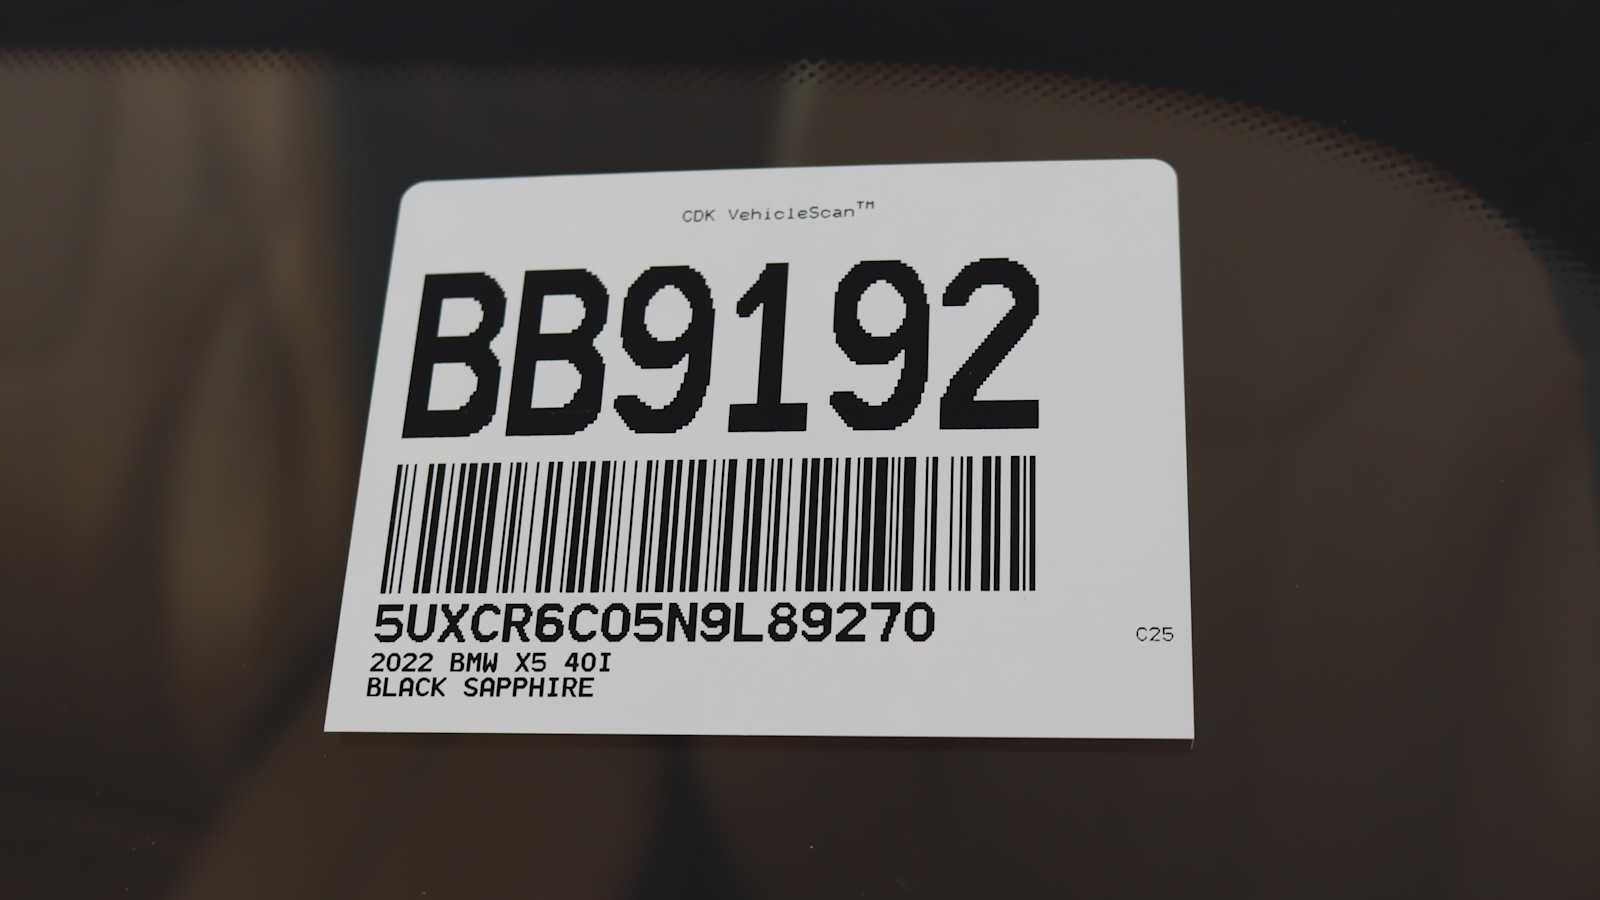 CDK VehicleScan™
BB9192
5UXCR6C05N9L89270
C25
2022 BMW X5 40I
BLACK SAPPHIRE